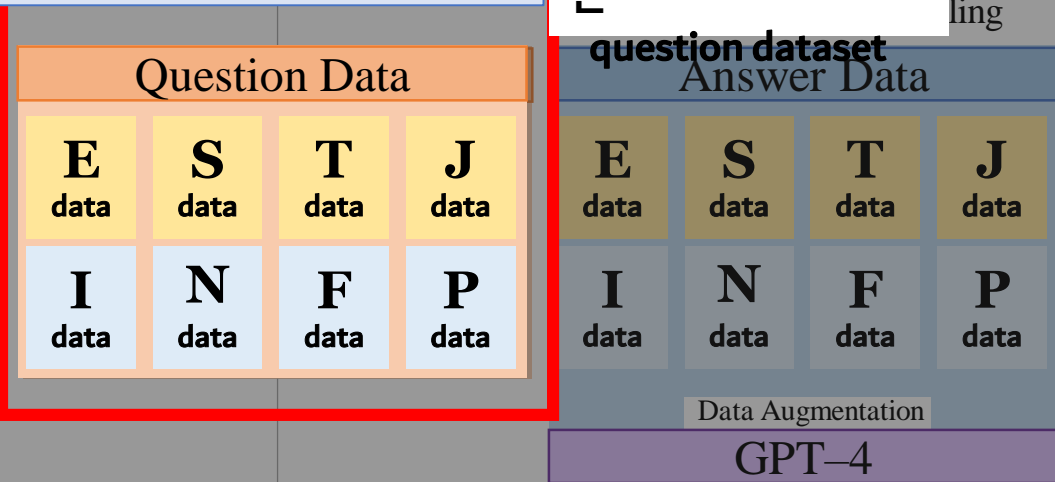 ling
question dataset
Question Data
Answer Data
E S T J
data data data data
I N F P
data data data data
E S T J
data data data data
I N F P
data data data data
Data Augmentation
GPT–4